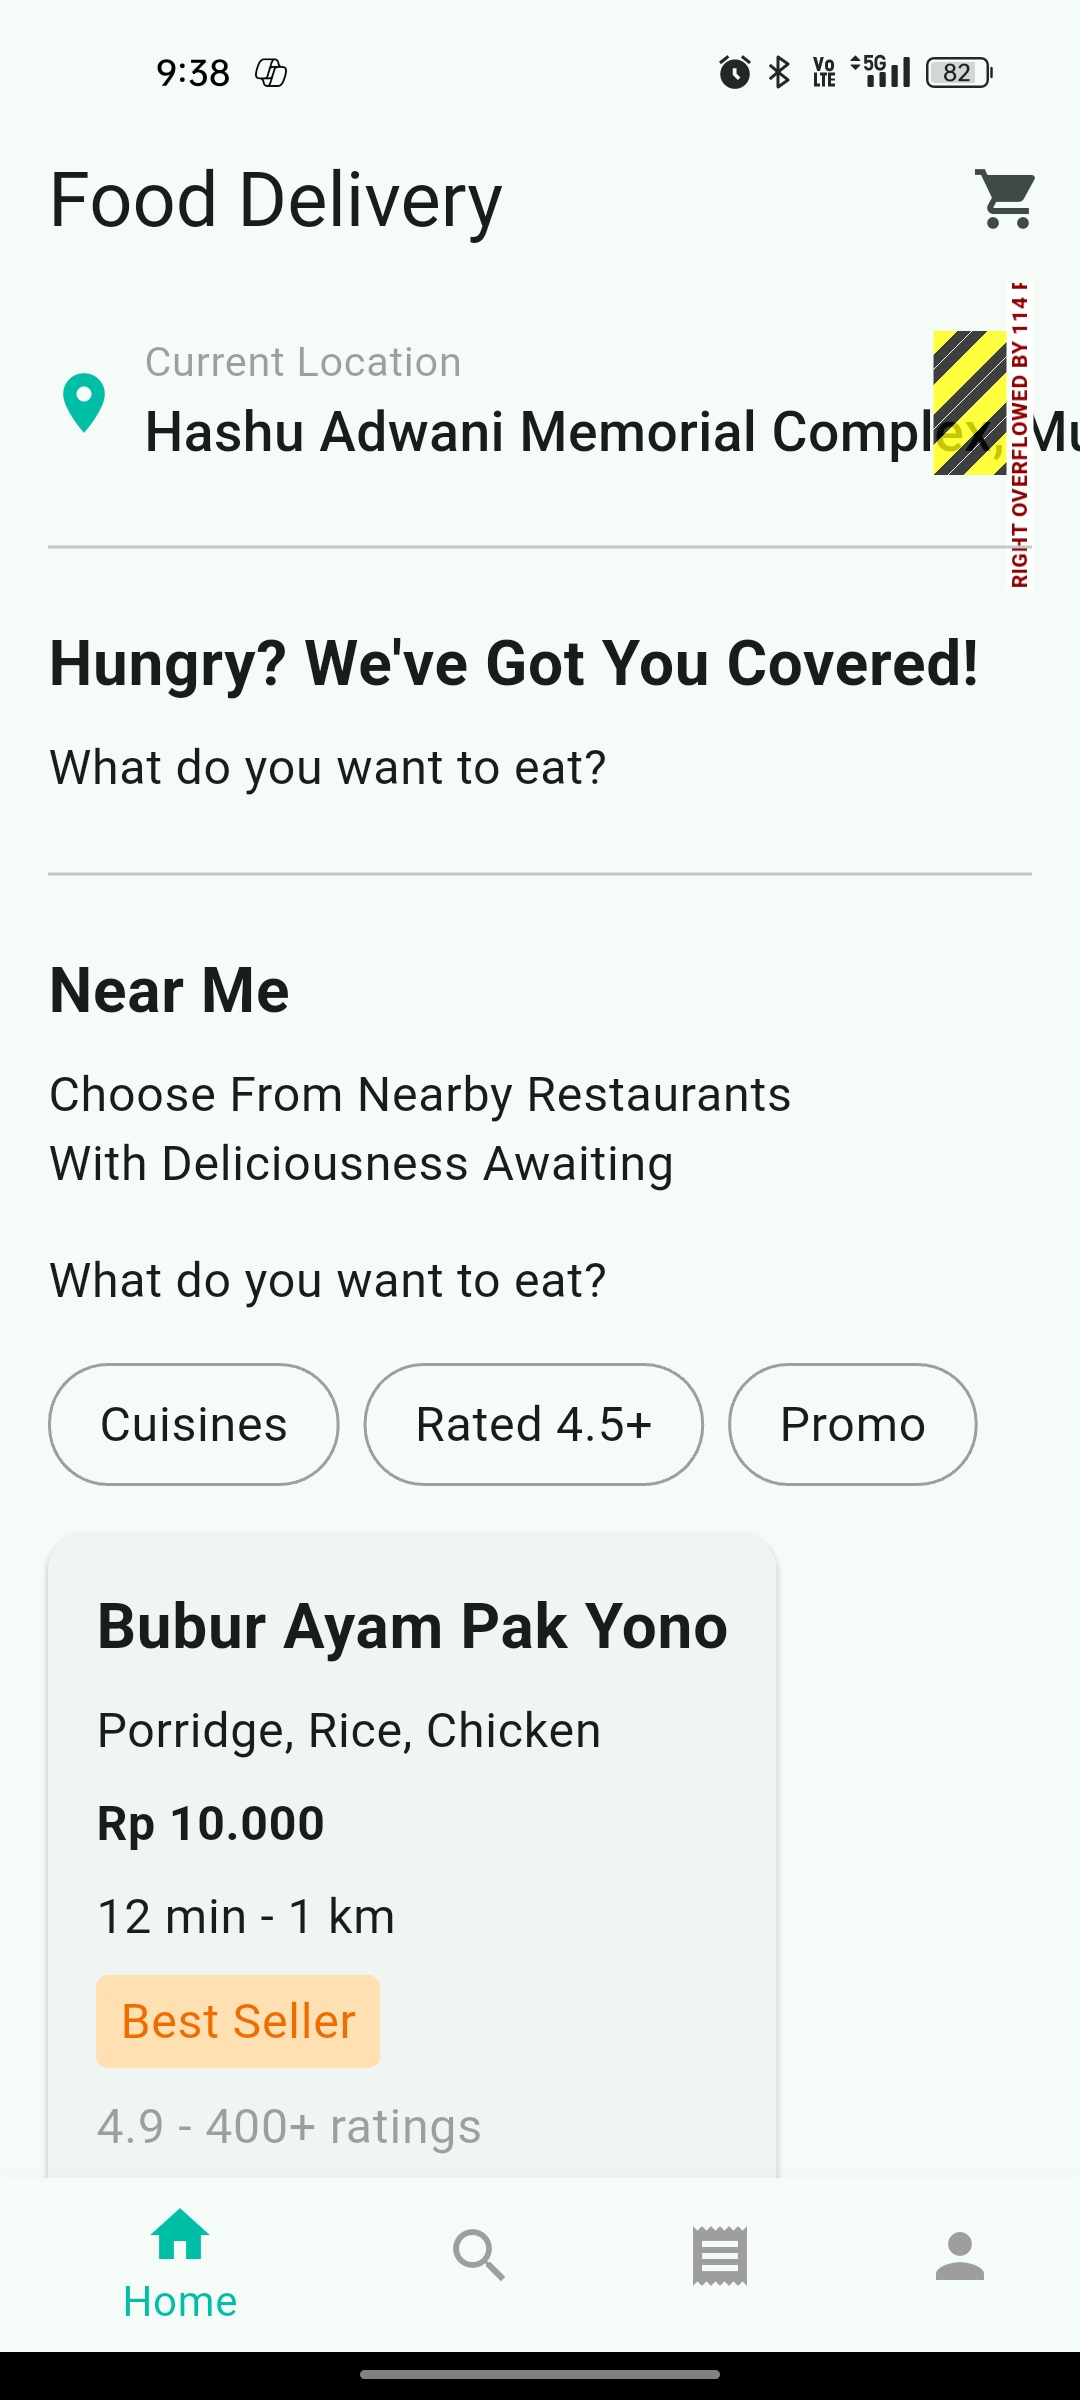 9:38
Vo
LTE
5G
82
Food Delivery
Current Location
Hashu Adwani Memorial Complex, Mu
RIGHT OVERFLOWED BY 114
Hungry? We've Got You Covered!
What do you want to eat?
Near Me
Choose From Nearby Restaurants
With Deliciousness Awaiting
What do you want to eat?
Cuisines
Rated 4.5+
Promo
Bubur Ayam Pak Yono
Porridge, Rice, Chicken
Rp 10.000
12 min - 1 km
Best Seller
4.9 - 400+ ratings
Home